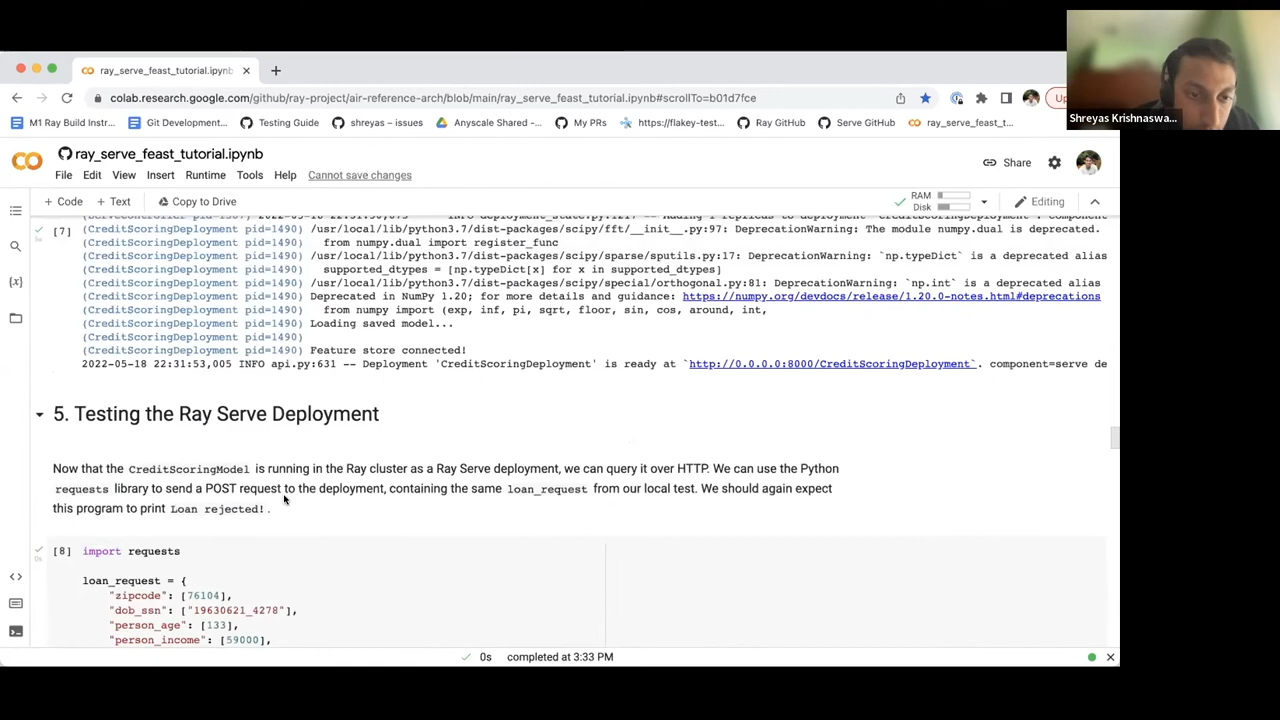 ray_serve_feast_tutorial.ipynb
colab.research.google.com/github/ray-project/air-reference-arch/blob/main/ray_serve_feast_tutorial.ipynb#scrollTo=b01d7fce
Up
M1 Ray Build Instr...
Git Development...
Testing Guide
shreyas – issues
Anyscale Shared -...
My PRs
https://flakey-test...
Ray GitHub
Serve GitHub
ray_serve_feast_t...
Shreyas Krishnaswa...
ray_serve_feast_tutorial.ipynb
File Edit View Insert Runtime Tools Help Cannot save changes
Share
+ Code + Text Copy to Drive
RAM
Disk
Editing
[7]
(CreditScoringDeployment pid=1490) /usr/local/lib/python3.7/dist-packages/scipy/fft/__init__.py:97: DeprecationWarning: The module numpy.dual is deprecated.
(CreditScoringDeployment pid=1490) from numpy.dual import register_func
(CreditScoringDeployment pid=1490) /usr/local/lib/python3.7/dist-packages/scipy/sparse/sputils.py:17: DeprecationWarning: `np.typeDict` is a deprecated alias
(CreditScoringDeployment pid=1490) supported_dtypes = [np.typeDict[x] for x in supported_dtypes]
(CreditScoringDeployment pid=1490) /usr/local/lib/python3.7/dist-packages/scipy/special/orthogonal.py:81: DeprecationWarning: `np.int` is a deprecated alias
(CreditScoringDeployment pid=1490) Deprecated in NumPy 1.20; for more details and guidance: https://numpy.org/devdocs/release/1.20.0-notes.html#deprecations
(CreditScoringDeployment pid=1490) from numpy import (exp, inf, pi, sqrt, floor, sin, cos, around, int,
(CreditScoringDeployment pid=1490) Loading saved model...
(CreditScoringDeployment pid=1490)
(CreditScoringDeployment pid=1490) Feature store connected!
2022-05-18 22:31:53,005 INFO api.py:631 -- Deployment 'CreditScoringDeployment' is ready at `http://0.0.0.0:8000/CreditScoringDeployment`. component=serve de
5. Testing the Ray Serve Deployment
Now that the CreditScoringModel is running in the Ray cluster as a Ray Serve deployment, we can query it over HTTP. We can use the Python
requests library to send a POST request to the deployment, containing the same loan_request from our local test. We should again expect
this program to print Loan rejected!.
[8] import requests
loan_request = {
"zipcode": [76104],
"dob_ssn": ["19630621_4278"],
"person_age": [133],
"person_income": [59000],
0s completed at 3:33 PM